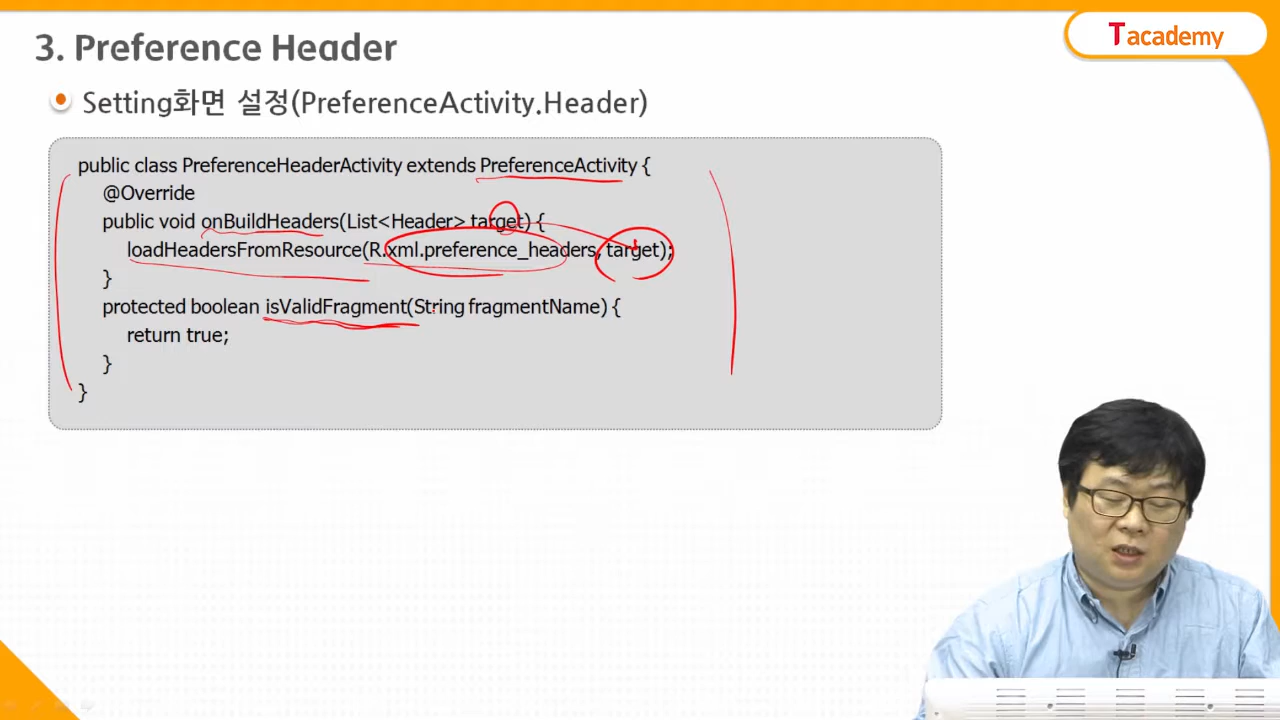 3. Preference Header
T academy
Setting화면 설정(PreferenceActivity.Header)
public class PreferenceHeaderActivity extends PreferenceActivity {
@Override
public void onBuildHeaders(List<Header> target) {
loadHeadersFromResource(R.xml.preference_headers, target);
}
protected boolean isValidFragment(String fragmentName) {
return true;
}
}